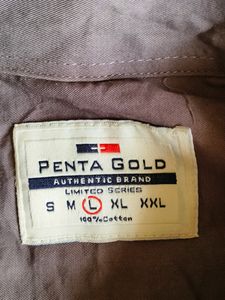 PENTA GOLD
AUTHENTIC BRAND
LIMITED SERIES
S M L XL XXL
100% Cotton